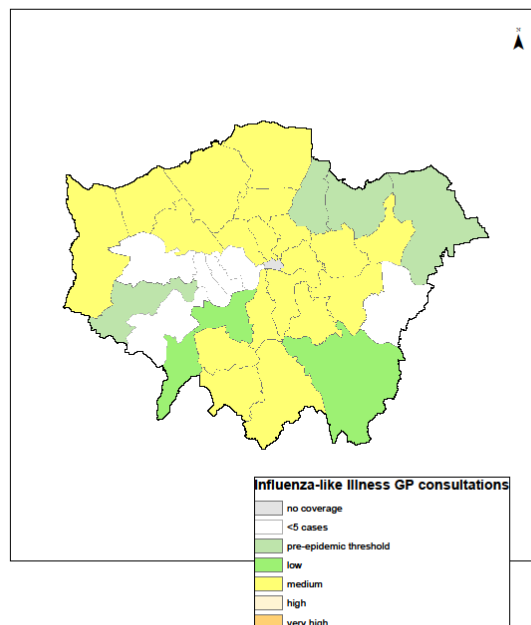 Influenza-like Illness GP consultations
no coverage
<5 cases
pre-epidemic threshold
low
medium
high
very high